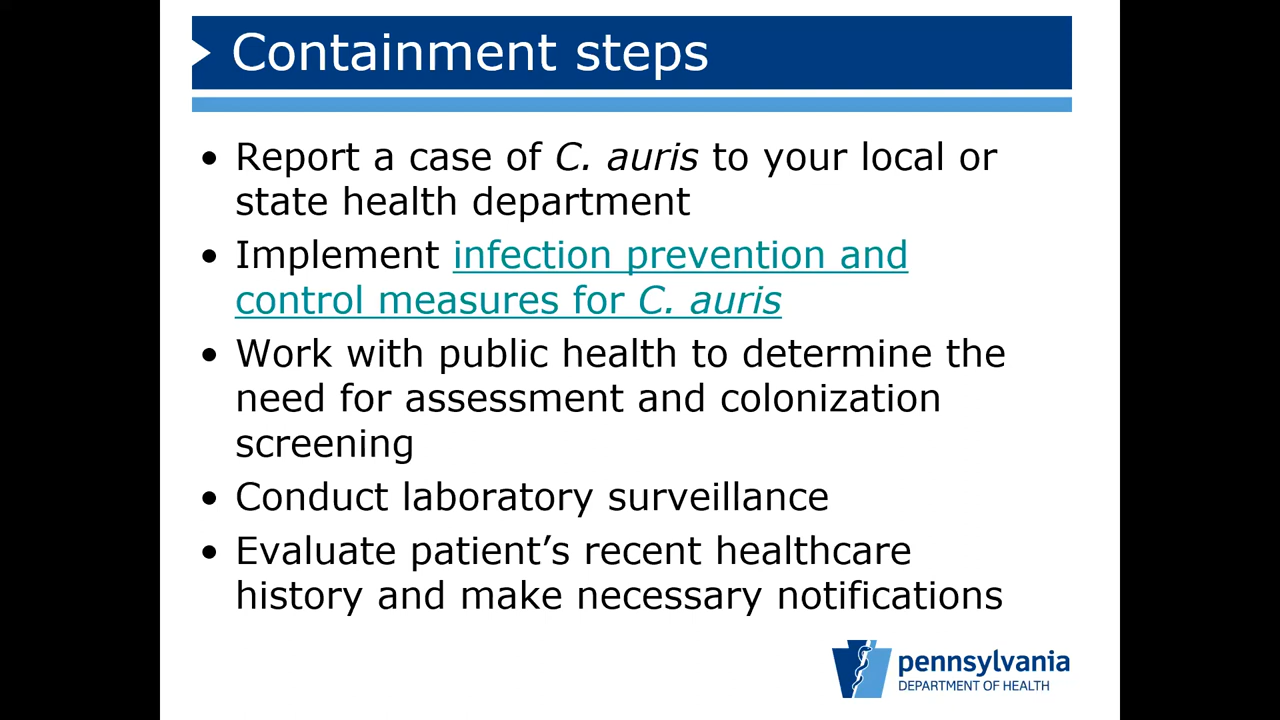 Containment steps
• Report a case of C. auris to your local or
state health department
• Implement infection prevention and
control measures for C. auris
• Work with public health to determine the
need for assessment and colonization
screening
• Conduct laboratory surveillance
• Evaluate patient’s recent healthcare
history and make necessary notifications
pennsylvania
DEPARTMENT OF HEALTH